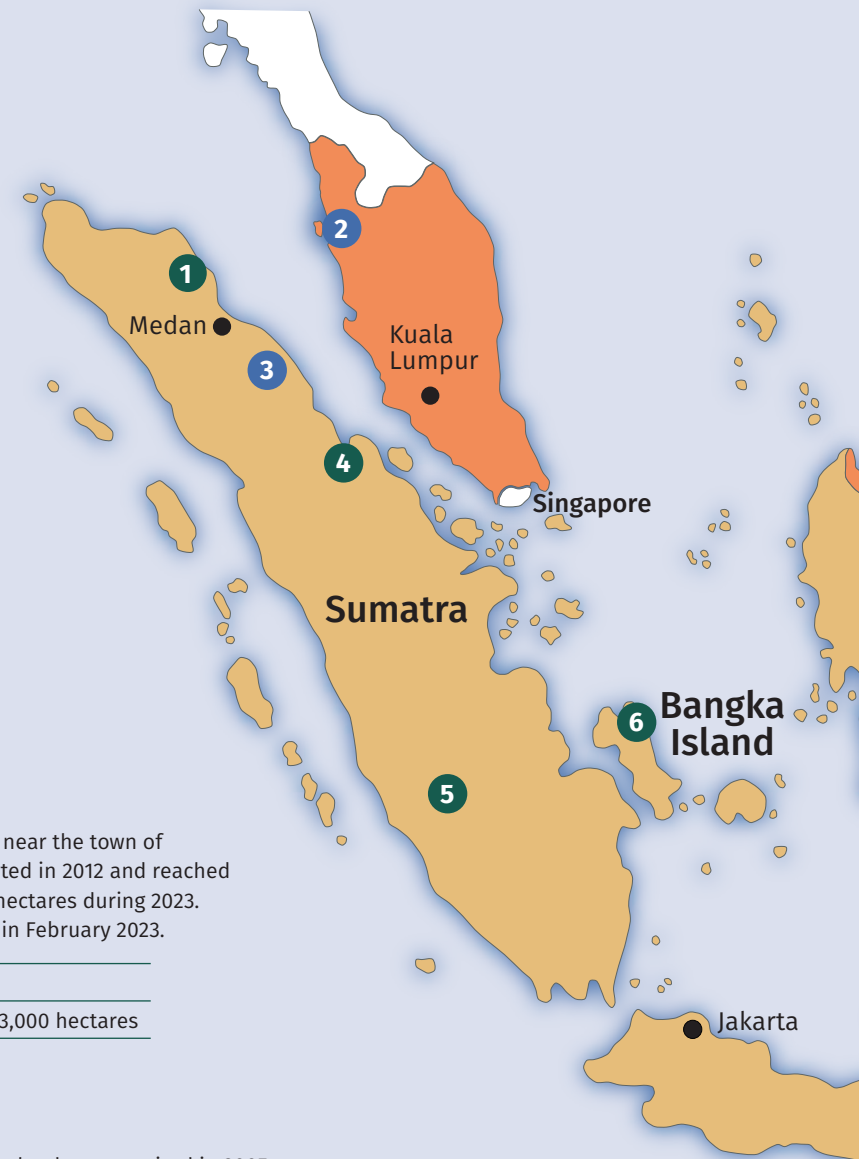 2
1
Medan
Kuala
Lumpur
3
4
Singapore
Sumatra
Bangka
Island
6
5
near the town of
ted in 2012 and reached
hectares during 2023.
in February 2023.
3,000 hectares
Jakarta